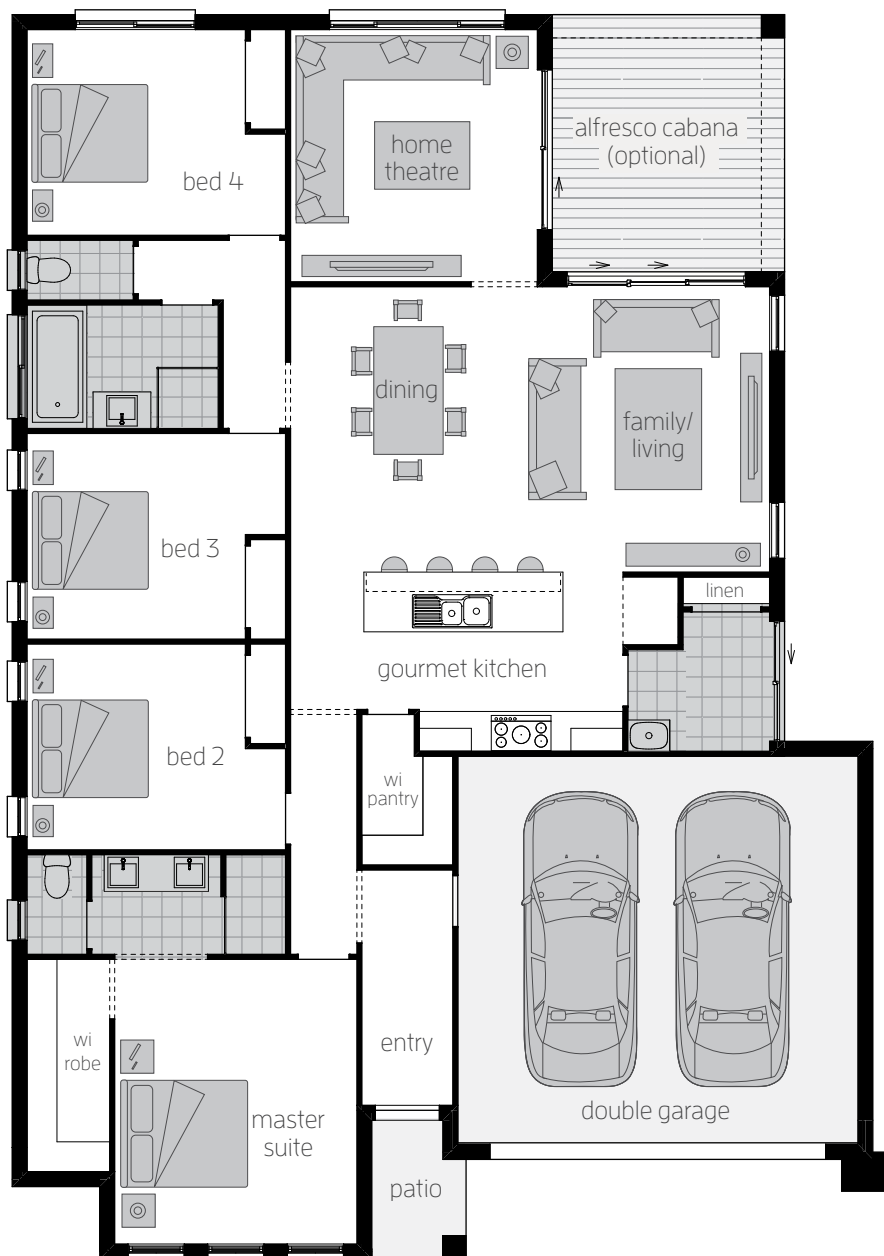 home
theatre
alfresco cabana
(optional)
bed 4
dining
family/
living
bed 3
linen
gourmet kitchen
bed 2
wi
pantry
wi
robe
entry
master
suite
double garage
patio